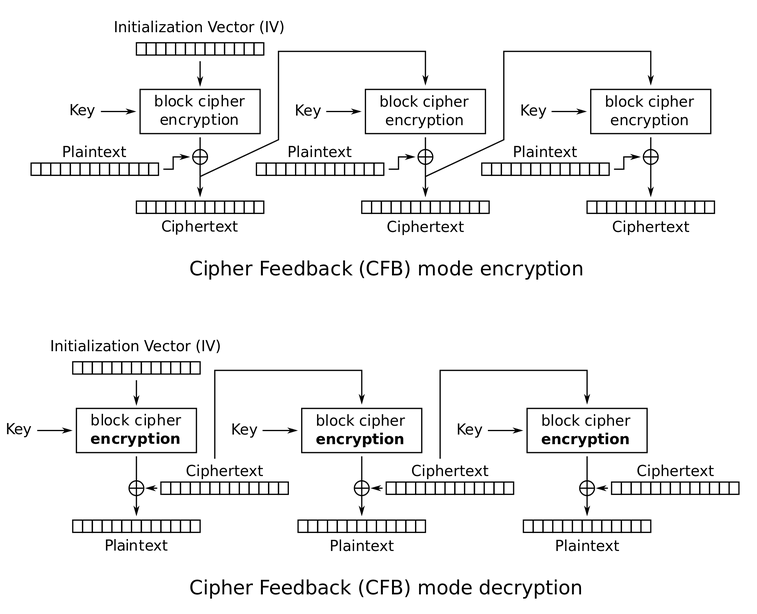 Initialization Vector (IV)
block cipher
encryption
block cipher
encryption
block cipher
encryption
Key
Key
Key
Plaintext
Plaintext
Plaintext
Ciphertext
Ciphertext
Ciphertext
Cipher Feedback (CFB) mode encryption
Initialization Vector (IV)
block cipher
encryption
block cipher
encryption
block cipher
encryption
Key
Key
Key
Ciphertext
Ciphertext
Ciphertext
Plaintext
Plaintext
Plaintext
Cipher Feedback (CFB) mode decryption